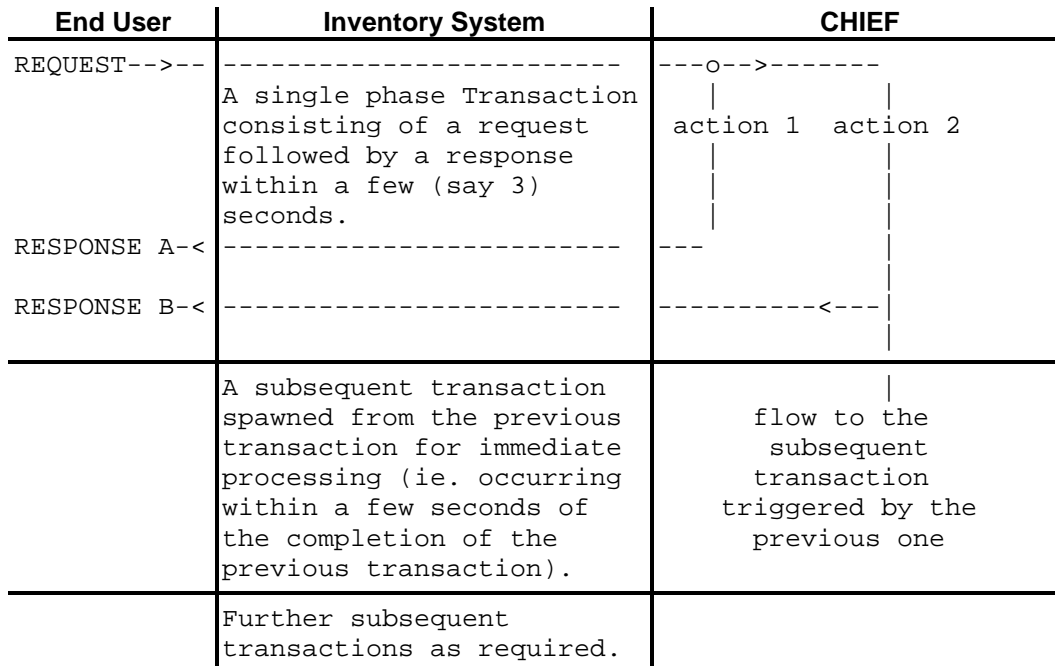 End User Inventory System CHIEF
REQUEST-->-- -------------------------- ---o-->-------
A single phase Transaction | |
consisting of a request action 1 action 2
followed by a response | |
within a few (say 3) | |
seconds. | |
RESPONSE A-< -------------------------- --- |
RESPONSE B-< -------------------------- ----------<---|
|
A subsequent transaction |
spawned from the previous flow to the
transaction for immediate subsequent
processing (ie. occurring transaction
within a few seconds of triggered by the
the completion of the previous one
previous transaction).
Further subsequent
transactions as required.